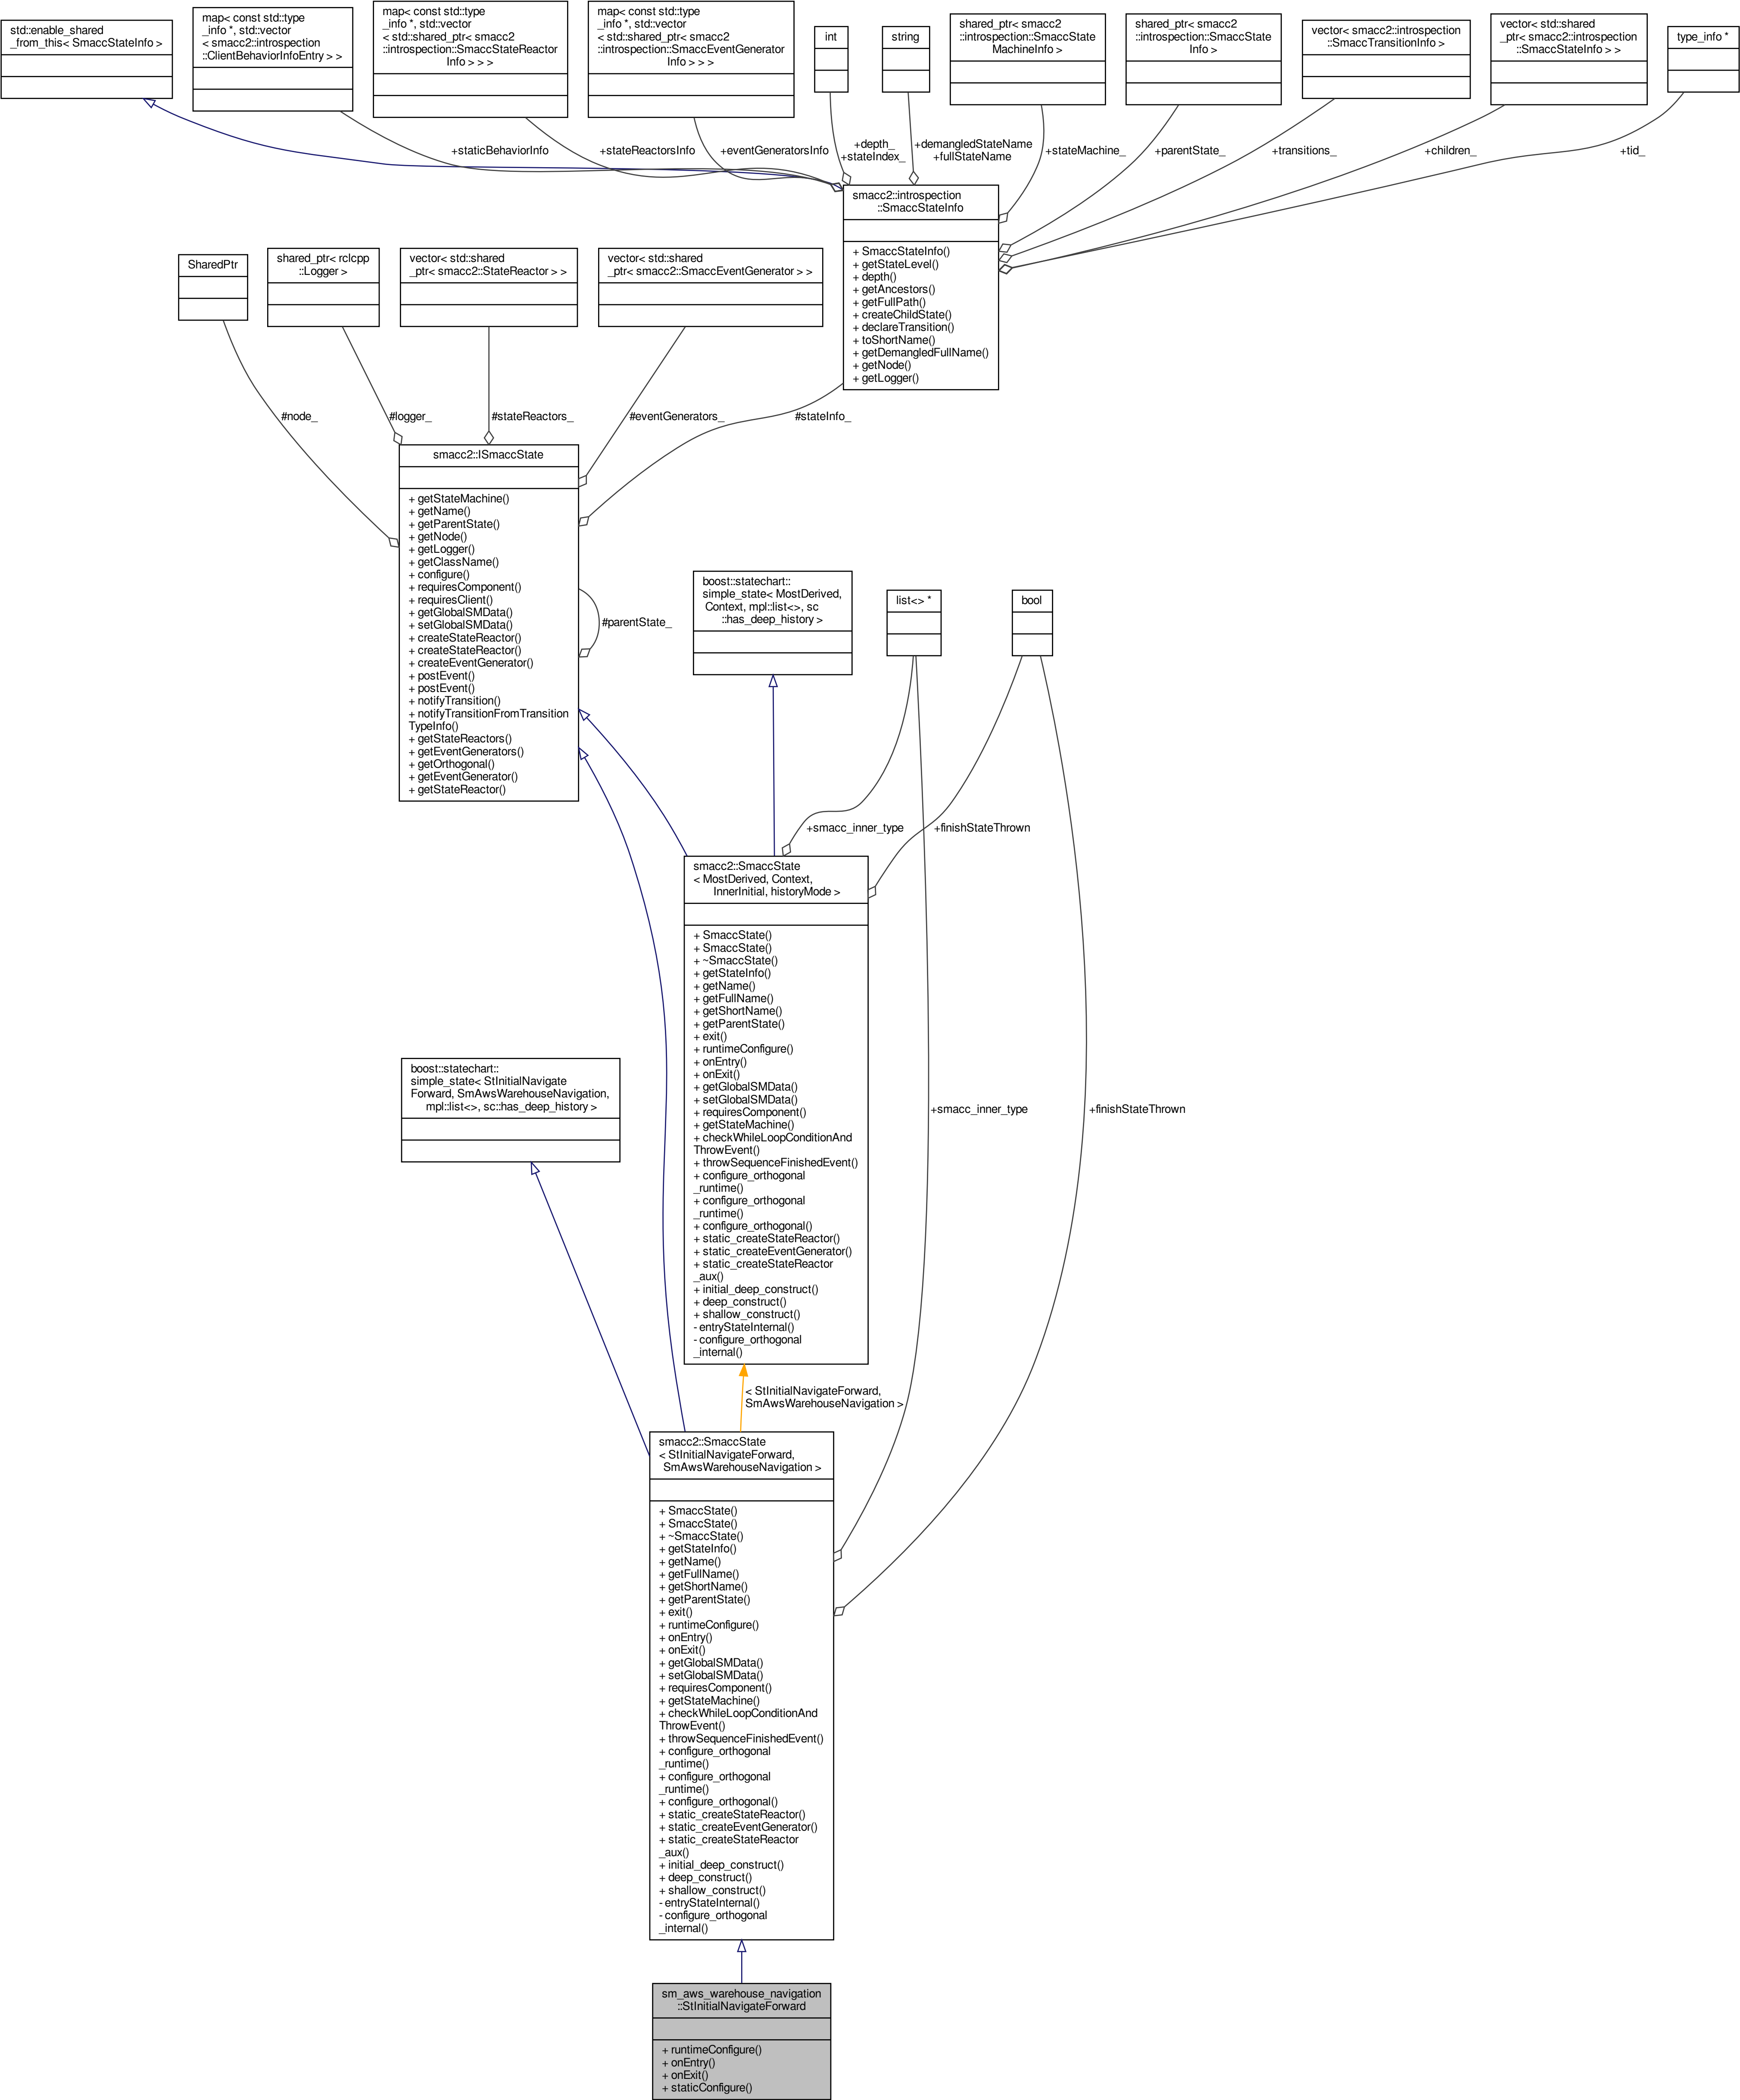 std::enable_shared
_from_this< SmaccStateInfo >
map< const std::type
_info *, std::vector
< smacc2::introspection
::ClientBehaviorInfoEntry > >
map< const std::type
_info *, std::vector
< std::shared_ptr< smacc2
::introspection::SmaccStateReactor
Info > > >
map< const std::type
_info *, std::vector
< std::shared_ptr< smacc2
::introspection::SmaccEventGenerator
Info > > >
int
string
shared_ptr< smacc2
::introspection::SmaccState
MachineInfo >
shared_ptr< smacc2
::introspection::SmaccState
Info >
vector< smacc2::introspection
::SmaccTransitionInfo >
vector< std::shared
_ptr< smacc2::introspection
::SmaccStateInfo > >
type_info *
+staticBehaviorInfo
+stateReactorsInfo
+eventGeneratorsInfo
+depth_
+stateIndex_
+demangledStateName
+fullStateName
+stateMachine_
+parentState_
+transitions_
+children_
+tid_
smacc2::introspection
::SmaccStateInfo
+ SmaccStateInfo()
+ getStateLevel()
+ depth()
+ getAncestors()
+ getFullPath()
+ createChildState()
+ declareTransition()
+ toShortName()
+ getDemangledFullName()
+ getNode()
+ getLogger()
SharedPtr
shared_ptr< rclcpp
::Logger >
vector< std::shared
_ptr< smacc2::StateReactor > >
vector< std::shared
_ptr< smacc2::SmaccEventGenerator > >
#node_
#logger_
#stateReactors_
#eventGenerators_
#stateInfo_
smacc2::ISmaccState
+ getStateMachine()
+ getName()
+ getParentState()
+ getNode()
+ getLogger()
+ getClassName()
+ configure()
+ requiresComponent()
+ requiresClient()
+ getGlobalSMData()
+ setGlobalSMData()
+ createStateReactor()
+ createStateReactor()
+ createEventGenerator()
+ postEvent()
+ postEvent()
+ notifyTransition()
+ notifyTransitionFromTransition
TypeInfo()
+ getStateReactors()
+ getEventGenerators()
+ getOrthogonal()
+ getEventGenerator()
+ getStateReactor()
#parentState_
boost::statechart::
simple_state< MostDerived,
Context, mpl::list<>, sc
::has_deep_history >
list<> *
bool
+smacc_inner_type
+finishStateThrown
smacc2::SmaccState
< MostDerived, Context,
InnerInitial, historyMode >
+ SmaccState()
+ SmaccState()
+ ~SmaccState()
+ getStateInfo()
+ getName()
+ getFullName()
+ getShortName()
+ getParentState()
+ exit()
+ runtimeConfigure()
+ onEntry()
+ onExit()
+ getGlobalSMData()
+ setGlobalSMData()
+ requiresComponent()
+ getStateMachine()
+ checkWhileLoopConditionAnd
ThrowEvent()
+ throwSequenceFinishedEvent()
+ configure_orthogonal
_runtime()
+ configure_orthogonal
_runtime()
+ configure_orthogonal()
+ static_createStateReactor()
+ static_createEventGenerator()
+ static_createStateReactor
_aux()
+ initial_deep_construct()
+ deep_construct()
+ shallow_construct()
- entryStateInternal()
- configure_orthogonal
_internal()
boost::statechart::
simple_state< StInitialNavigate
Forward, SmAwsWarehouseNavigation,
mpl::list<>, sc::has_deep_history >
+smacc_inner_type
+finishStateThrown
< StInitialNavigateForward,
SmAwsWarehouseNavigation >
smacc2::SmaccState
< StInitialNavigateForward,
SmAwsWarehouseNavigation >
+ SmaccState()
+ SmaccState()
+ ~SmaccState()
+ getStateInfo()
+ getName()
+ getFullName()
+ getShortName()
+ getParentState()
+ exit()
+ runtimeConfigure()
+ onEntry()
+ onExit()
+ getGlobalSMData()
+ setGlobalSMData()
+ requiresComponent()
+ getStateMachine()
+ checkWhileLoopConditionAnd
ThrowEvent()
+ throwSequenceFinishedEvent()
+ configure_orthogonal
_runtime()
+ configure_orthogonal
_runtime()
+ configure_orthogonal()
+ static_createStateReactor()
+ static_createEventGenerator()
+ static_createStateReactor
_aux()
+ initial_deep_construct()
+ deep_construct()
+ shallow_construct()
- entryStateInternal()
- configure_orthogonal
_internal()
sm_aws_warehouse_navigation
::StInitialNavigateForward
+ runtimeConfigure()
+ onEntry()
+ onExit()
+ staticConfigure()